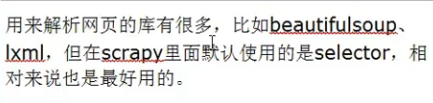 用来解析网页的库有很多，比如beautifulsoup、
lxml，但在scrapy里面默认使用的是selector，相
对来说也是最好用的。